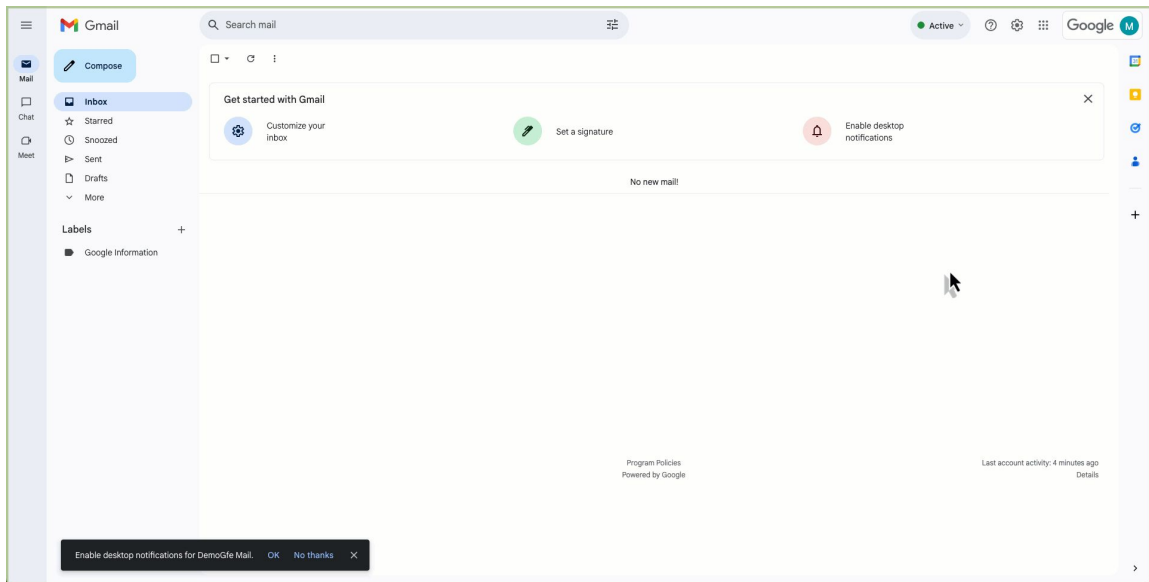 Gmail
Search mail
Active
Google
M
Mail
Chat
Meet
Compose
Inbox
Starred
Snoozed
Sent
Drafts
More
Labels
Google Information
Get started with Gmail
Customize your
inbox
Set a signature
Enable desktop
notifications
No new mail!
Program Policies
Powered by Google
Last account activity: 4 minutes ago
Details
Enable desktop notifications for DemoGfe Mail. OK No thanks